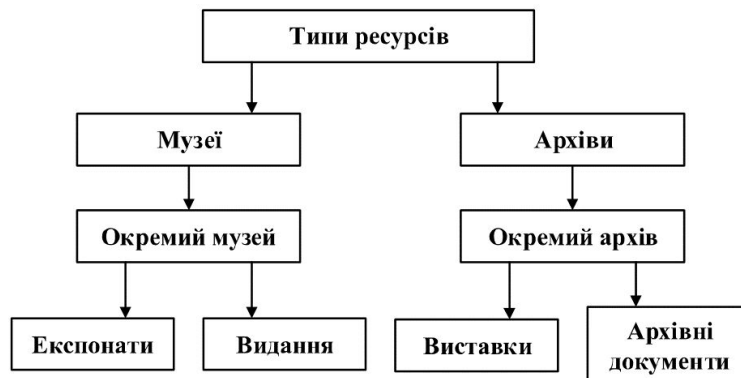 Типи ресурсів
Музеї
Архіви
Окремий музей
Окремий архів
Експонати
Видання
Виставки
Архівні
документи